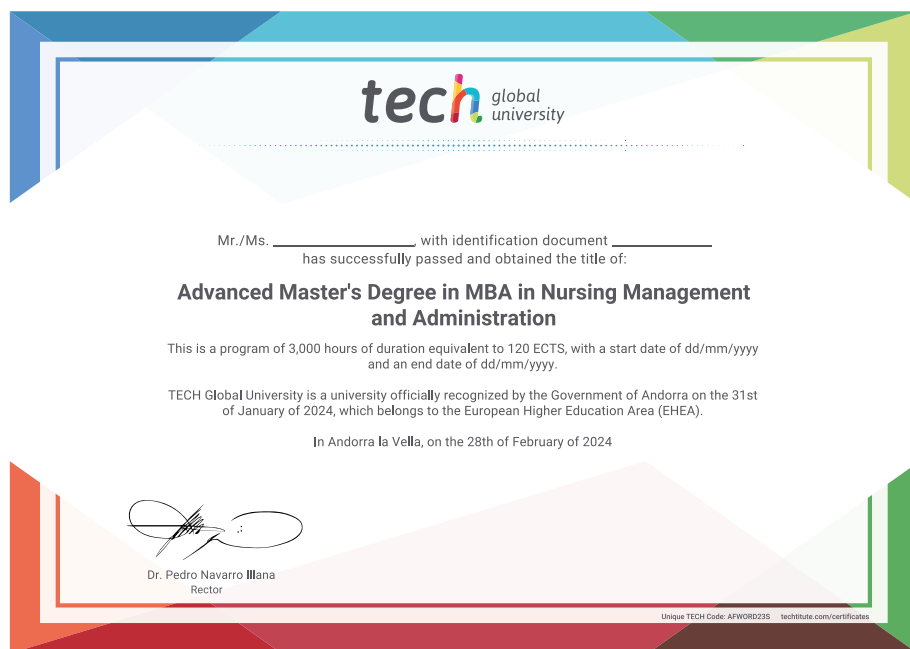 tech global
university
Mr./Ms. ________________, with identification document ____________
has successfully passed and obtained the title of:
Advanced Master's Degree in MBA in Nursing Management
and Administration
This is a program of 3,000 hours of duration equivalent to 120 ECTS, with a start date of dd/mm/yyyy
and an end date of dd/mm/yyyy.
TECH Global University is a university officially recognized by the Government of Andorra on the 31st
of January of 2024, which belongs to the European Higher Education Area (EHEA).
In Andorra la Vella, on the 28th of February of 2024
Dr. Pedro Navarro Illana
Rector
Unique TECH Code: AFWORD23S techtitute.com/certificates